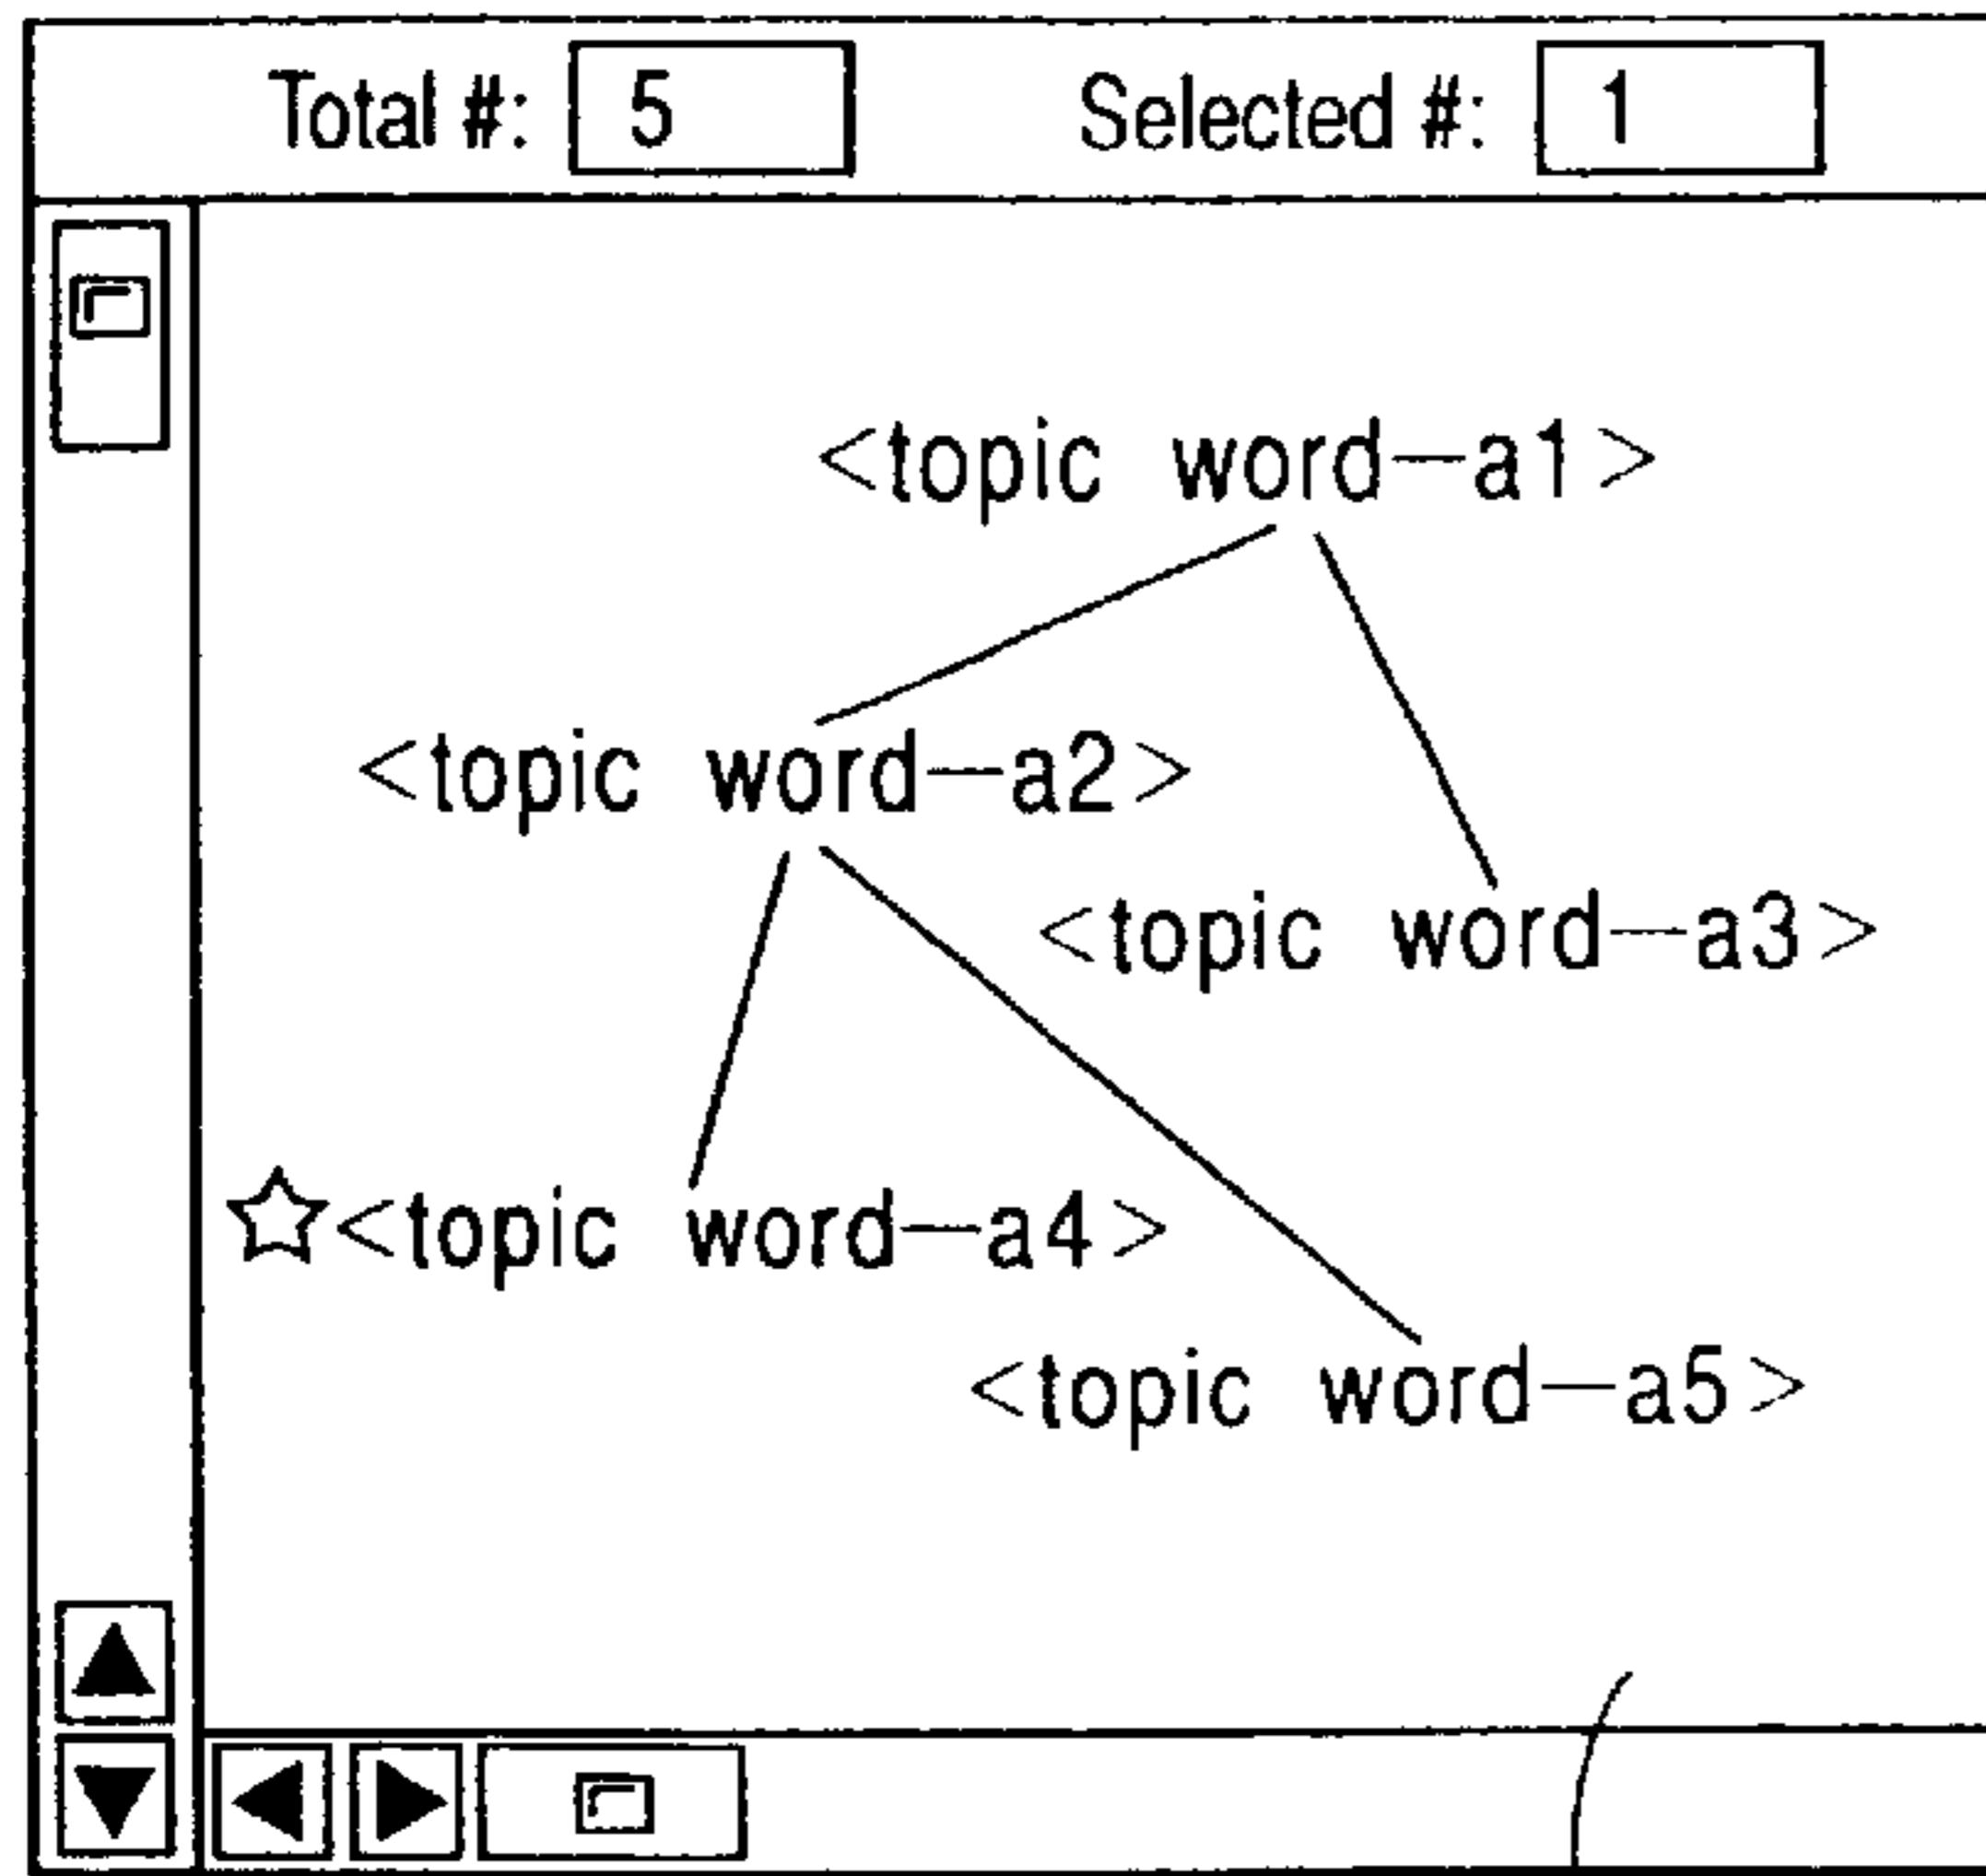 Total #: 5 Selected #: 1
<topic word—a1>
<topic word—a2>
<topic word—a3>
☆<topic word—a4>
<topic word—a5>